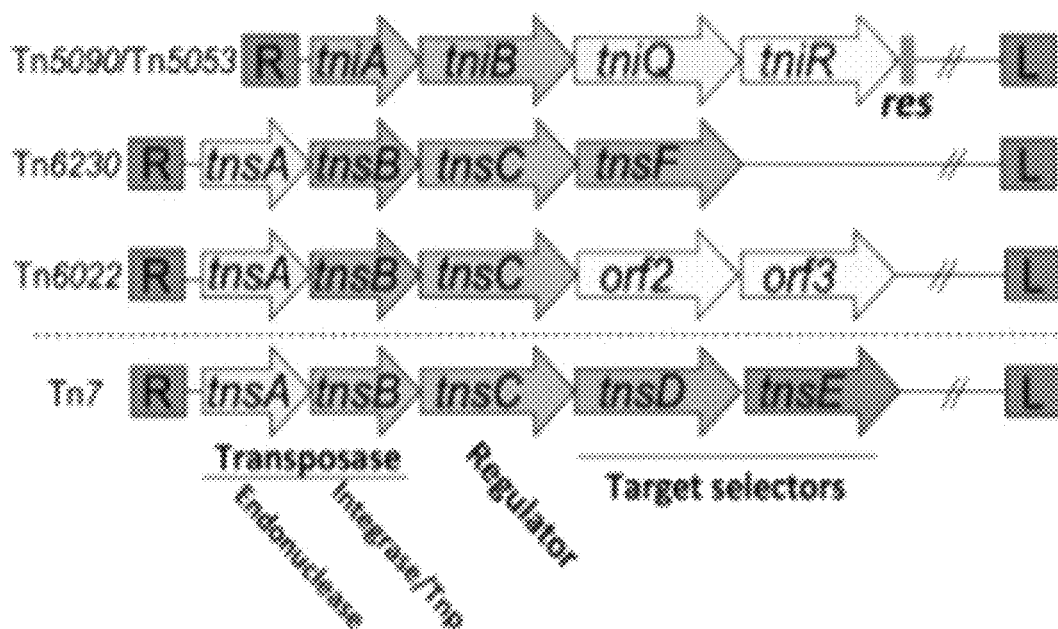 Tn5090/Tn5053 R tniA tniB tniQ tniR // L
res
Tn6230 R tnsA tnsB tnsC tnsF // L
Tn6022 R tnsA tnsB tnsC orf2 orf3 // L
Tn7 R tnsA tnsB tnsC tnsD tnsE // L
Transposase
Endonuclease
Integrase/Tnp
Regulator
Target selectors